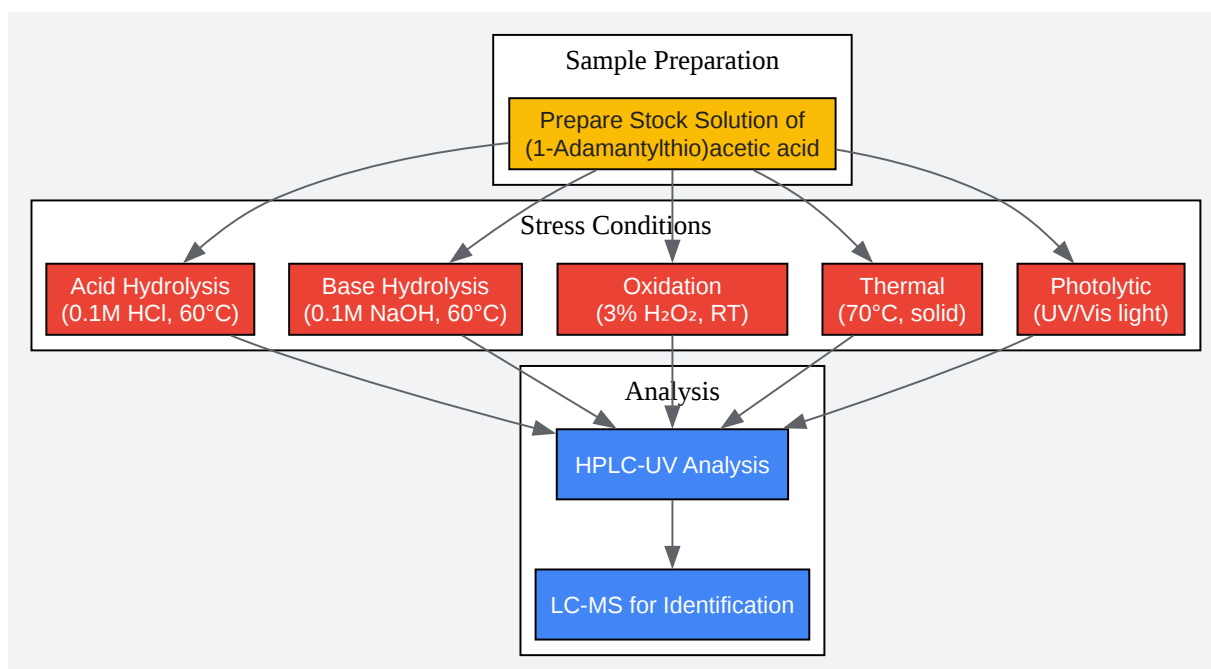 Sample Preparation
Prepare Stock Solution of
(1-Adamantylthio)acetic acid
Stress Conditions
Acid Hydrolysis
(0.1M HCl, 60°C)
Base Hydrolysis
(0.1M NaOH, 60°C)
Oxidation
(3% H₂O₂, RT)
Thermal
(70°C, solid)
Photolytic
(UV/Vis light)
Analysis
HPLC-UV Analysis
LC-MS for Identification